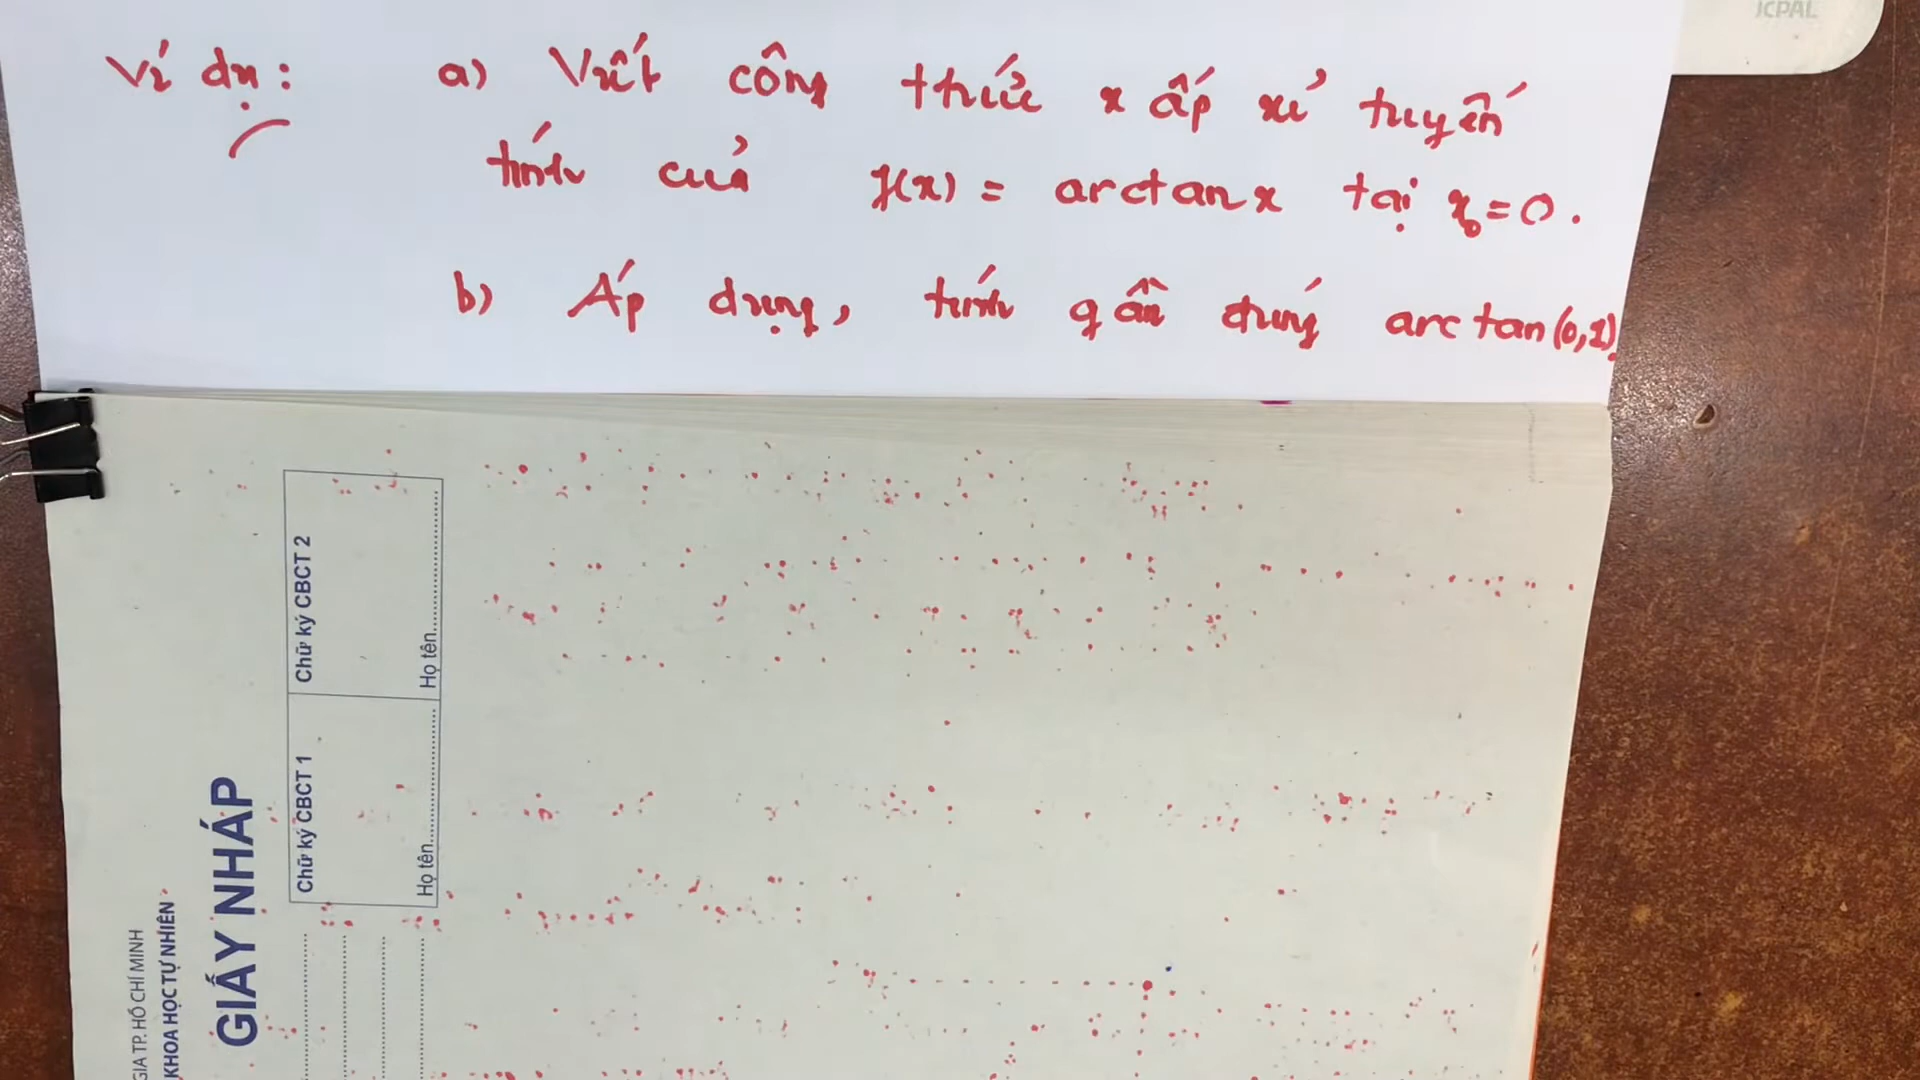 JCPAL
Ví dụ: a) Viết công thức xấp xỉ tuyến
tính của f(x) = arctan x tại x₀ = 0.
b) Áp dụng, tính gần đúng arctan(0,1).
Chữ ký CBCT 1
Chữ ký CBCT 2
Họ tên
Họ tên
GIẤY NHÁP
KHOA HỌC TỰ NHIÊN
GIA TP. HỒ CHÍ MINH